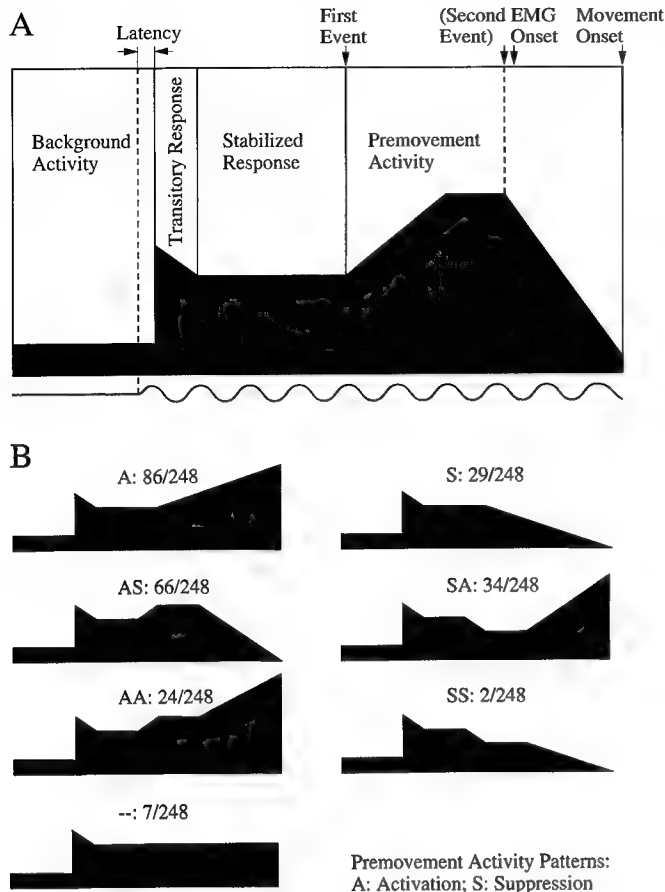 A
Latency
First Event
(Second Event)
EMG Onset
Movement Onset
Background Activity
Transitory Response
Stabilized Response
Premovement Activity
B
A: 86/248
S: 29/248
AS: 66/248
SA: 34/248
AA: 24/248
SS: 2/248
--: 7/248
Premovement Activity Patterns:
A: Activation; S: Suppression